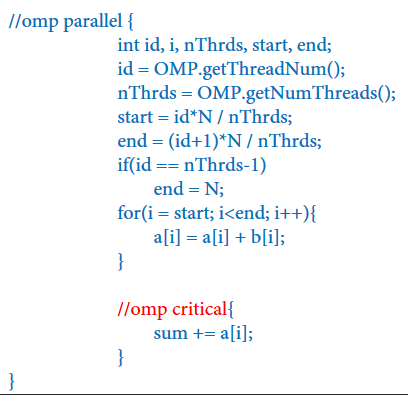 //omp parallel {
int id, i, nThrds, start, end;
id = OMP.getThreadNum();
nThrds = OMP.getNumThreads();
start = id*N / nThrds;
end = (id+1)*N / nThrds;
if(id == nThrds-1)
end = N;
for(i = start; i<end; i++){
a[i] = a[i] + b[i];
}
//omp critical{
sum += a[i];
}
}